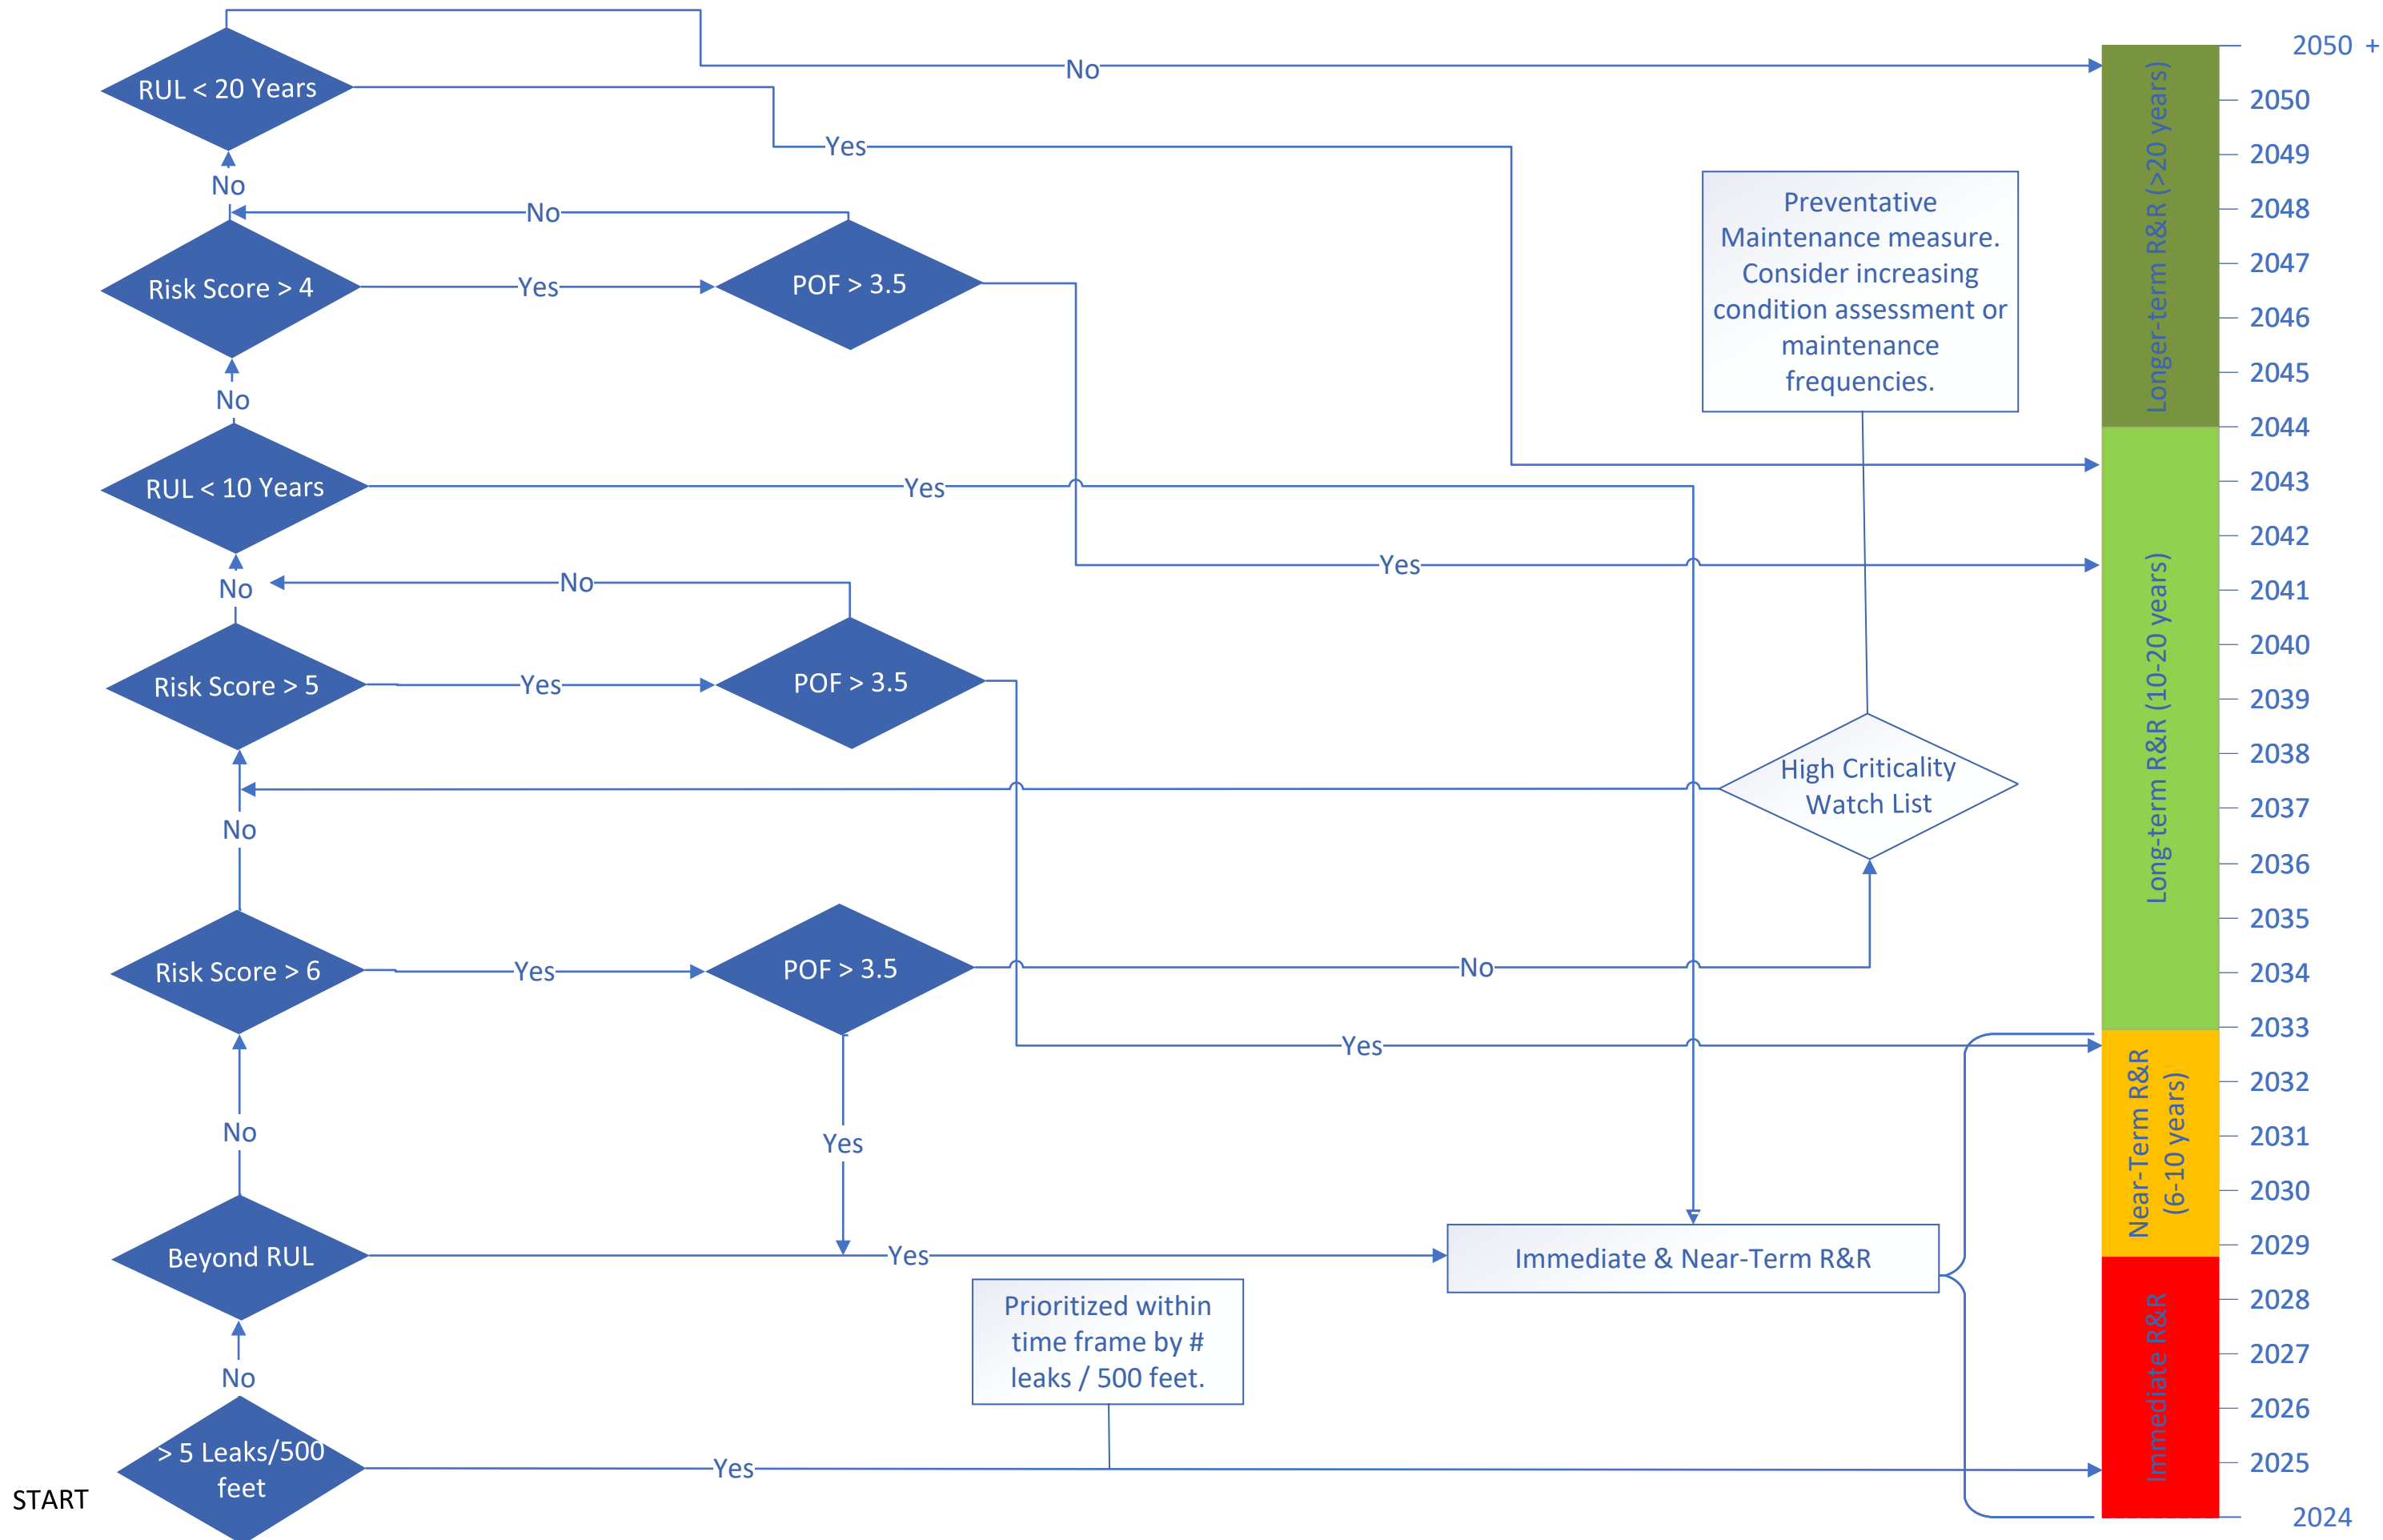 No
2050 +
RUL < 20 Years
2050
Yes
2049
No
No
2048
Preventative
Maintenance measure.
Consider increasing
condition assessment or
maintenance
frequencies.
Longer-term R&R (>20 years)
2047
Risk Score > 4
Yes
POF > 3.5
2046
2045
No
2044
RUL < 10 Years
Yes
2043
2042
Yes
No
No
2041
2040
Risk Score > 5
Yes
POF > 3.5
2039
Long-term R&R (10-20 years)
2038
High Criticality
Watch List
2037
No
2036
2035
Risk Score > 6
Yes
POF > 3.5
No
2034
2033
Yes
2032
No
Yes
2031
Near-Term R&R
(6-10 years)
2030
Beyond RUL
Yes
Immediate & Near-Term R&R
2029
Prioritized within
time frame by #
leaks / 500 feet.
2028
2027
No
Immediate R&R
2026
> 5 Leaks/500
feet
Yes
2025
START
2024